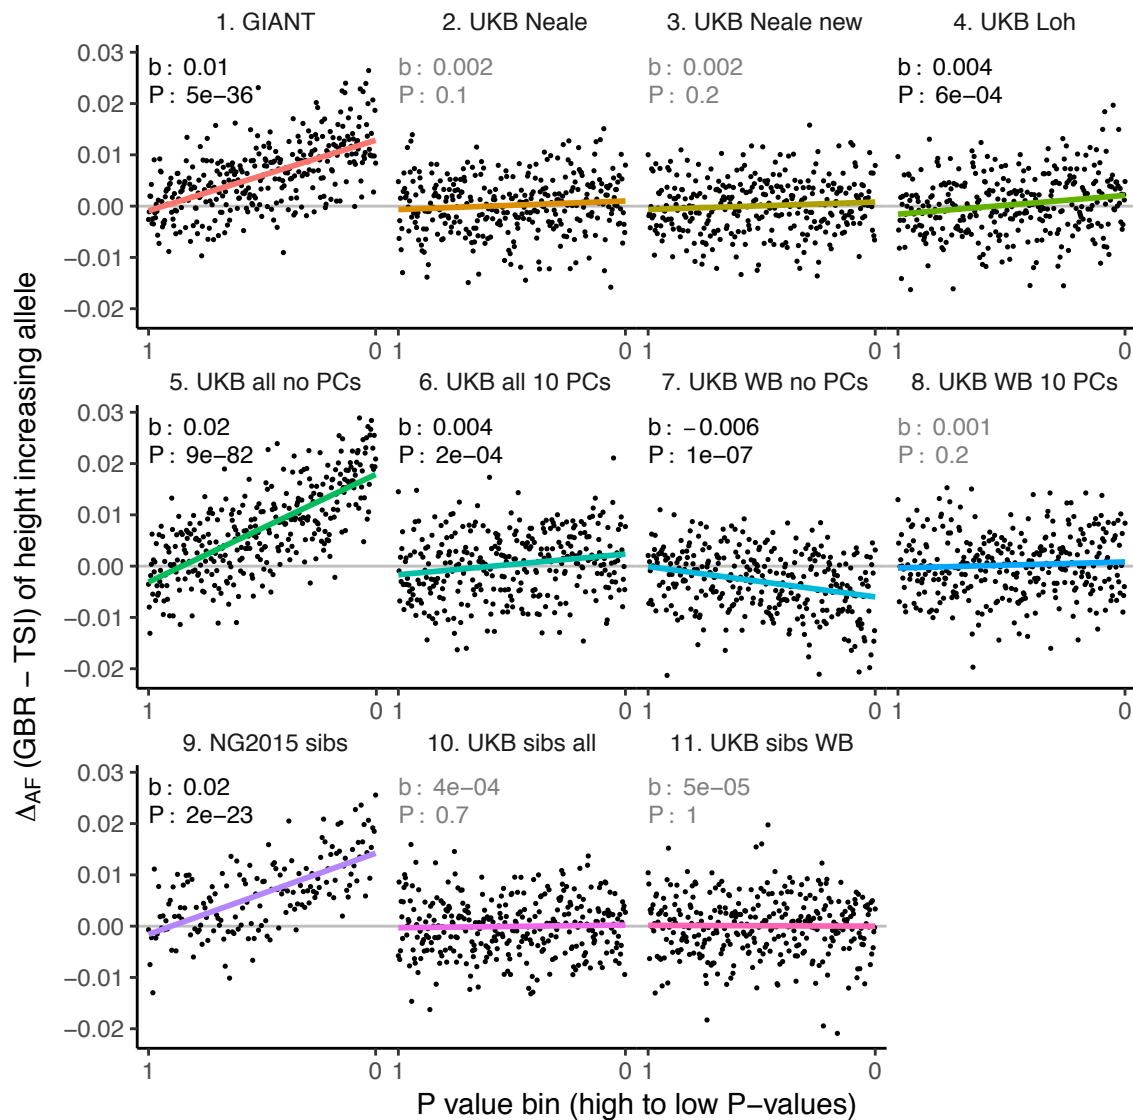 1. GIANT
2. UKB Neale
3. UKB Neale new
4. UKB Loh
0.03
0.02
0.01
0.00
−0.01
−0.02
b: 0.01
P: 5e−36
b: 0.002
P: 0.1
b: 0.002
P: 0.2
b: 0.004
P: 6e−04
1 0 1 0 1 0 1 0
5. UKB all no PCs
6. UKB all 10 PCs
7. UKB WB no PCs
8. UKB WB 10 PCs
0.03
0.02
0.01
0.00
−0.01
−0.02
b: 0.02
P: 9e−82
b: 0.004
P: 2e−04
b: −0.006
P: 1e−07
b: 0.001
P: 0.2
1 0 1 0 1 0 1 0
9. NG2015 sibs
10. UKB sibs all
11. UKB sibs WB
0.03
0.02
0.01
0.00
−0.01
−0.02
b: 0.02
P: 2e−23
b: 4e−04
P: 0.7
b: 5e−05
P: 1
1 0 1 0 1 0
Δ_AF (GBR − TSI) of height increasing allele
P value bin (high to low P−values)